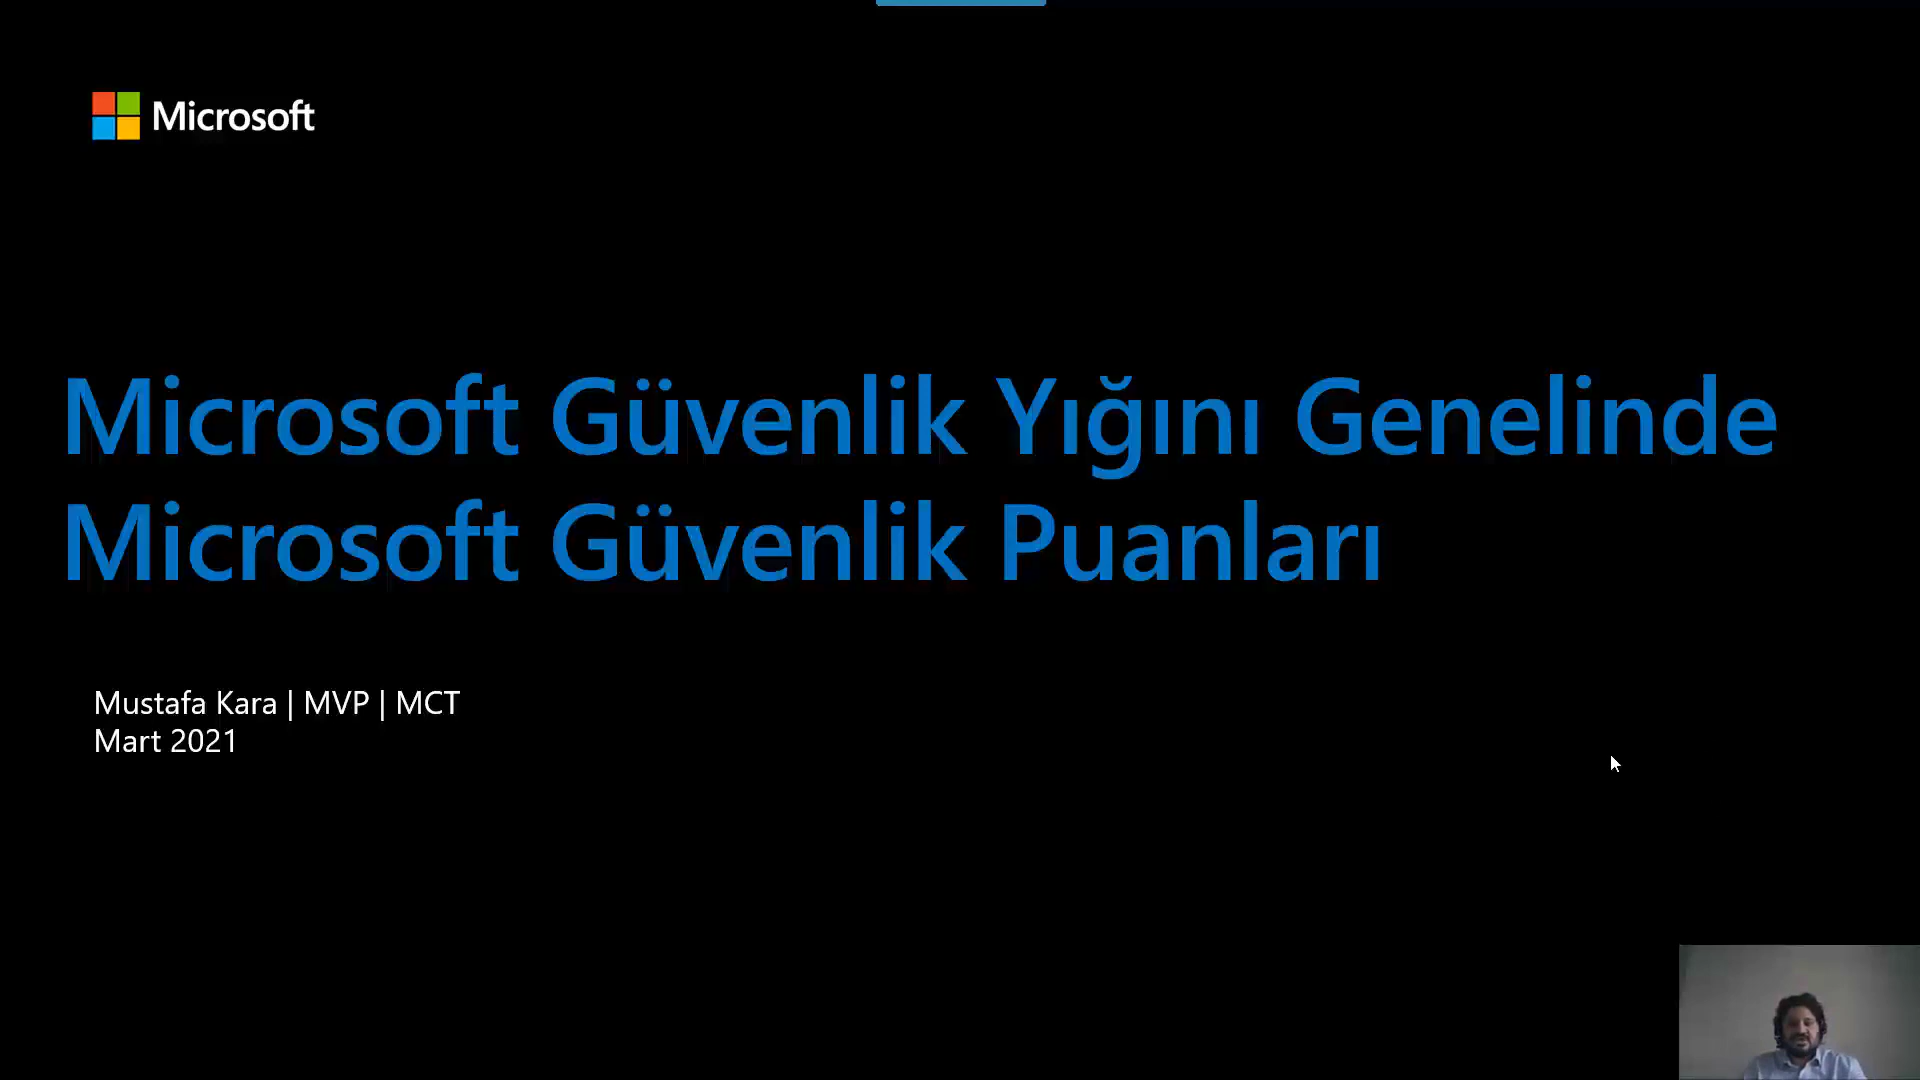 Microsoft
Microsoft Güvenlik Yığını Genelinde
Microsoft Güvenlik Puanları
Mustafa Kara | MVP | MCT
Mart 2021